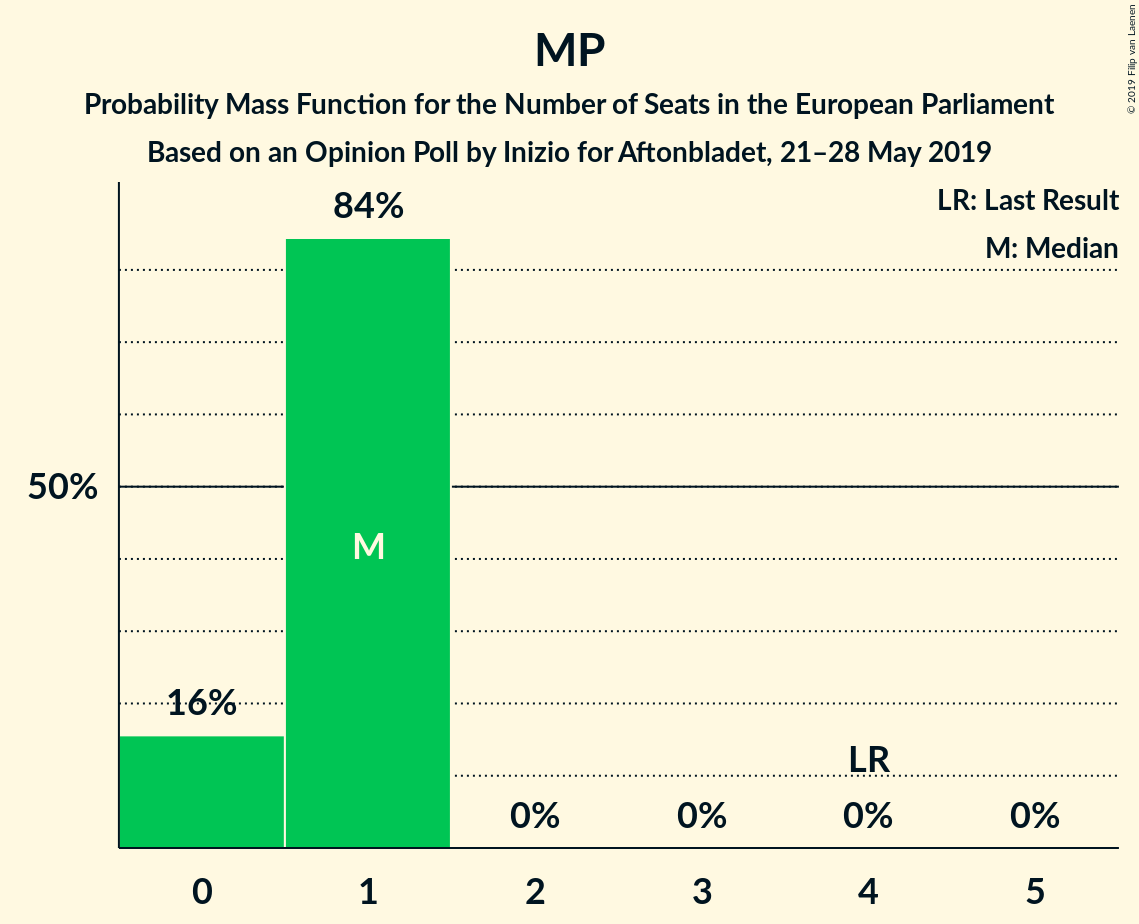 MP
Probability Mass Function for the Number of Seats in the European Parliament
Based on an Opinion Poll by Inizio for Aftonbladet, 21–28 May 2019
© 2019 Filip van Laenen
LR: Last Result
M: Median
84%
50%
M
16%
LR
0% 0% 0% 0%
0 1 2 3 4 5